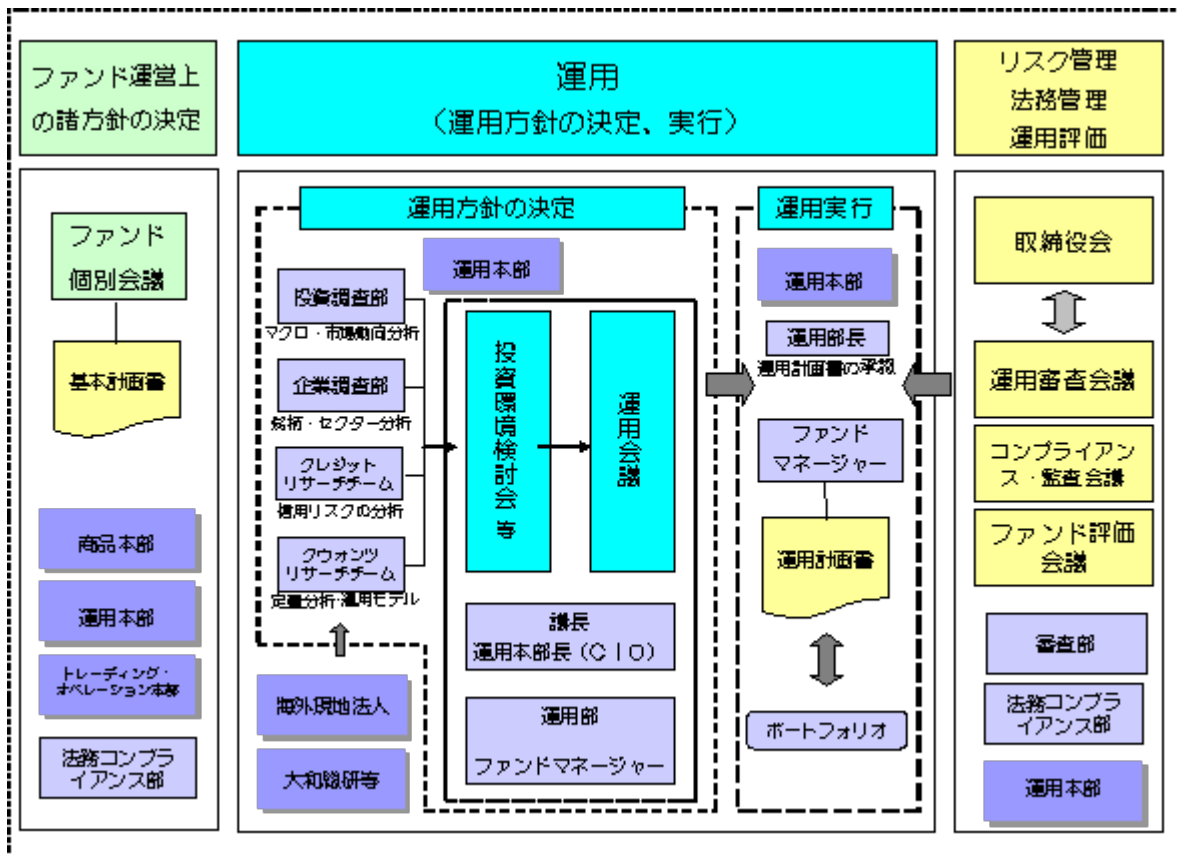 ファンド運営上
の諸方針の決定
運用
（運用方針の決定、実行）
リスク管理
法務管理
運用評価
ファンド
個別会議
基本計画書
商品本部
運用本部
トレーディング・
オペレーション本部
法務コンプラ
イアンス部
運用方針の決定
運用本部
投資調査部
マクロ・市場動向分析
企業調査部
銘柄・セクター分析
クレジット
リサーチチーム
信用リスクの分析
クウォンツ
リサーチチーム
定量分析・運用モデル
海外現地法人
大和総研等
投資環境検討会 等
運用会議
議長
運用本部長（ＣＩＯ）
運用部
ファンドマネージャー
運用実行
運用本部
運用部長
運用計画書の承認
ファンド
マネージャー
運用計画書
ポートフォリオ
取締役会
運用審査会議
コンプライアン
ス・監査会議
ファンド評価
会議
審査部
法務コンプラ
イアンス部
運用本部